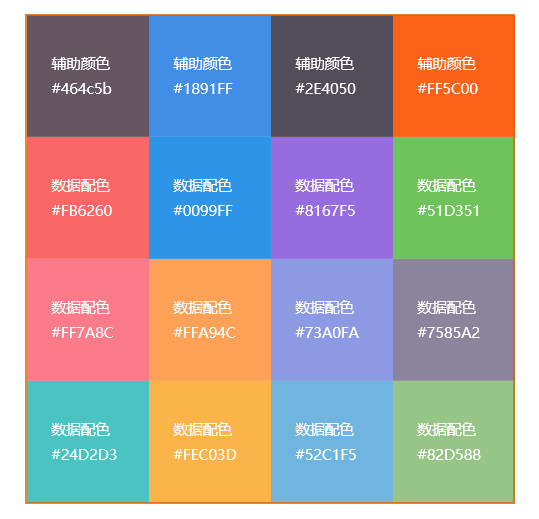 辅助颜色
#464c5b
辅助颜色
#1891FF
辅助颜色
#2E4050
辅助颜色
#FF5C00
数据配色
#FB6260
数据配色
#0099FF
数据配色
#8167F5
数据配色
#51D351
数据配色
#FF7A8C
数据配色
#FFA94C
数据配色
#73A0FA
数据配色
#7585A2
数据配色
#24D2D3
数据配色
#FEC03D
数据配色
#52C1F5
数据配色
#82D588